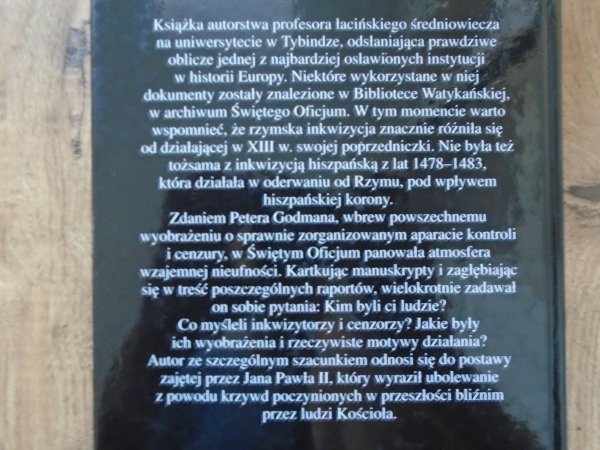 Książka autorstwa profesora łacińskiego średniowiecza
na uniwersytecie w Tybindze, odsłaniająca prawdziwe
oblicze jednej z najbardziej osławionych instytucji
w historii Europy. Niektóre wykorzystane w niej
dokumenty zostały znalezione w Bibliotece Watykańskiej,
w archiwum Świętego Oficjum. W tym momencie warto
wspomnieć, że rzymska inkwizycja znacznie różniła się
od działającej w XIII w. swojej poprzedniczki. Nie była też
tożsama z inkwizycją hiszpańską z lat 1478–1483,
która działała w oderwaniu od Rzymu, pod wpływem
hiszpańskiej korony.
Zdaniem Petera Godmana, wbrew powszechnemu
wyobrażeniu o sprawnie zorganizowanym aparacie kontroli
i cenzury, w Świętym Oficjum panowała atmosfera
wzajemnej nieufności. Kartkując manuskrypty i zagłębiając
się w treść poszczególnych raportów, wielokrotnie zadawał
on sobie pytania: Kim byli ci ludzie?
Co myśleli inkwizytorzy i cenzorzy? Jakie były
ich wyobrażenia i rzeczywiste motywy działania?
Autor ze szczególnym szacunkiem odnosi się do postawy
zajętej przez Jana Pawła II, który wyraził ubolewanie
z powodu krzywd poczynionych w przeszłości bliźnim
przez ludzi Kościoła.